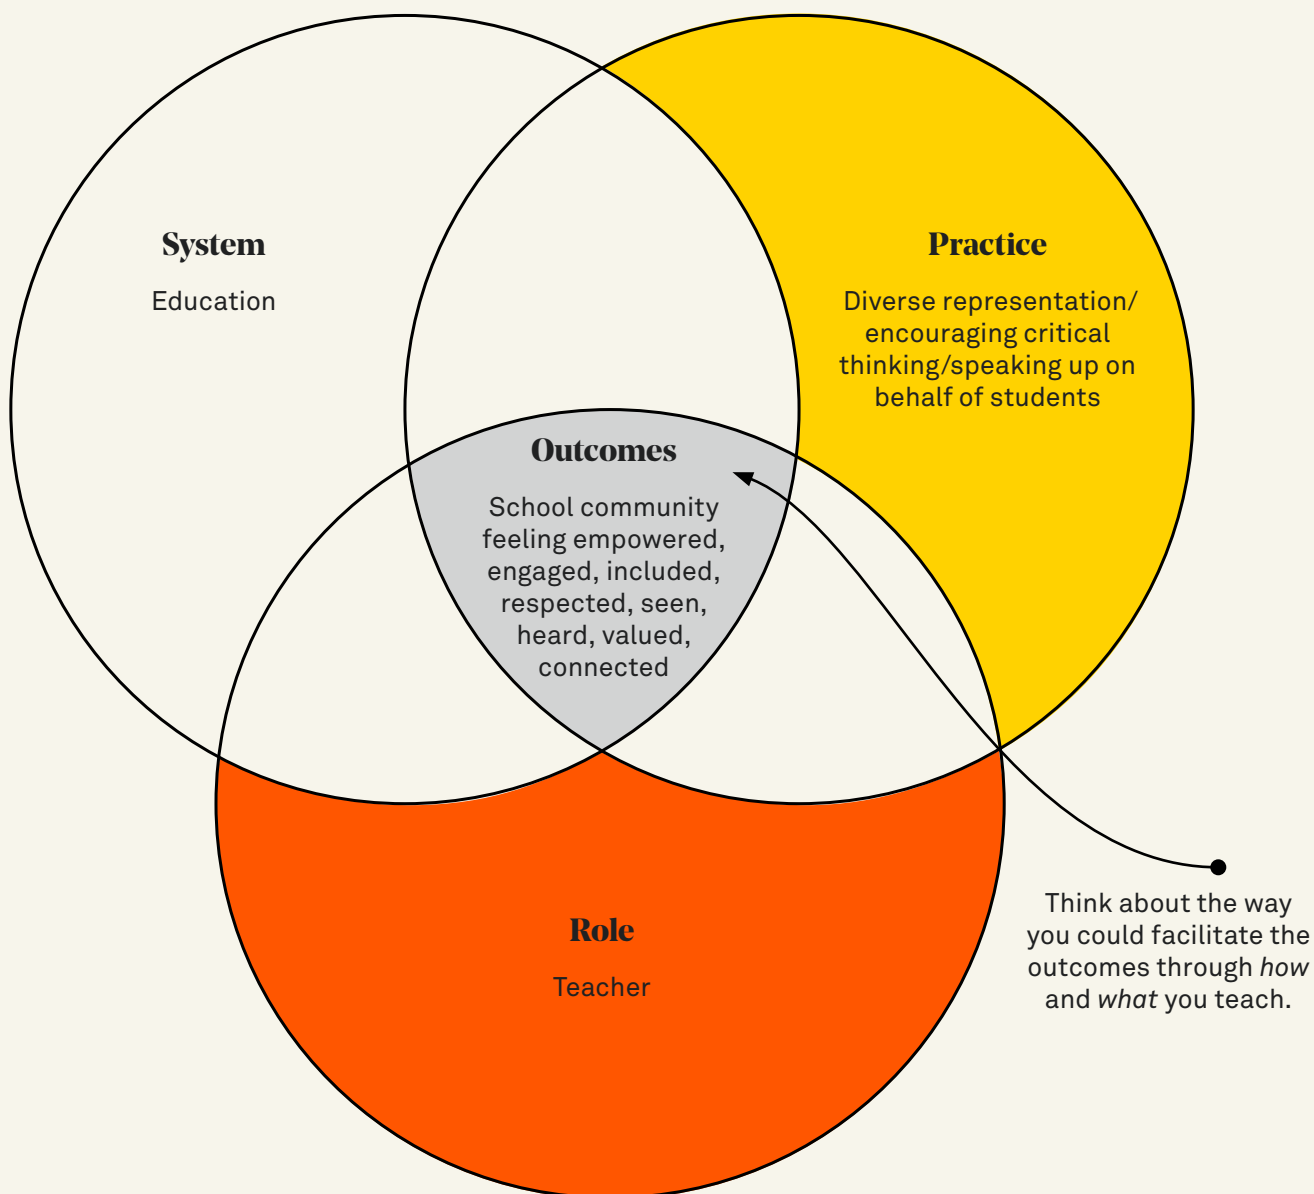 System
Education
Practice
Diverse representation/
encouraging critical
thinking/speaking up on
behalf of students
Outcomes
School community
feeling empowered,
engaged, included,
respected, seen,
heard, valued,
connected
Role
Teacher
Think about the way
you could facilitate the
outcomes through how
and what you teach.